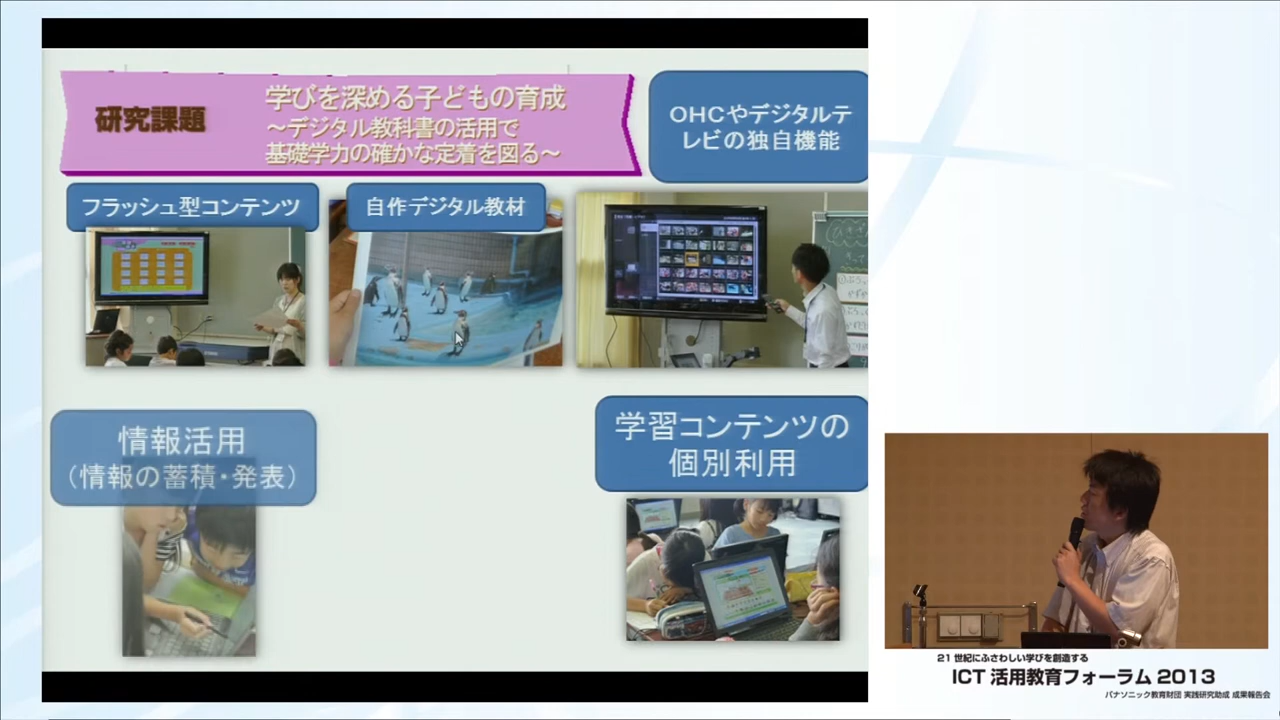 研究課題
学びを深める子どもの育成
～デジタル教科書の活用で
基礎学力の確かな定着を図る～
OHCやデジタルテ
レビの独自機能
フラッシュ型コンテンツ
自作デジタル教材
情報活用
（情報の蓄積・発表）
学習コンテンツの
個別利用
21 世紀にふさわしい学びを創造する
ICT 活用教育フォーラム 2013
パナソニック教育財団 実践研究助成 成果報告会